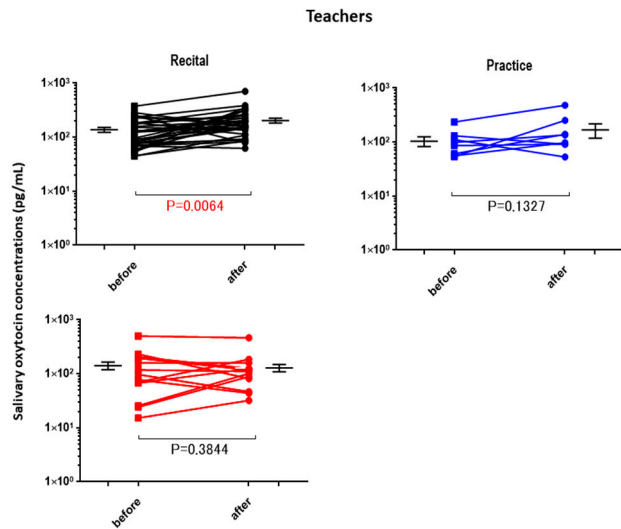 Teachers
Recital
Practice
Salivary oxytocin concentrations (pg/mL)
1×10³
1×10²
1×10¹
1×10⁰
P=0.0064
before
after
1×10³
1×10²
1×10¹
1×10⁰
P=0.1327
before
after
1×10³
1×10²
1×10¹
1×10⁰
P=0.3844
before
after